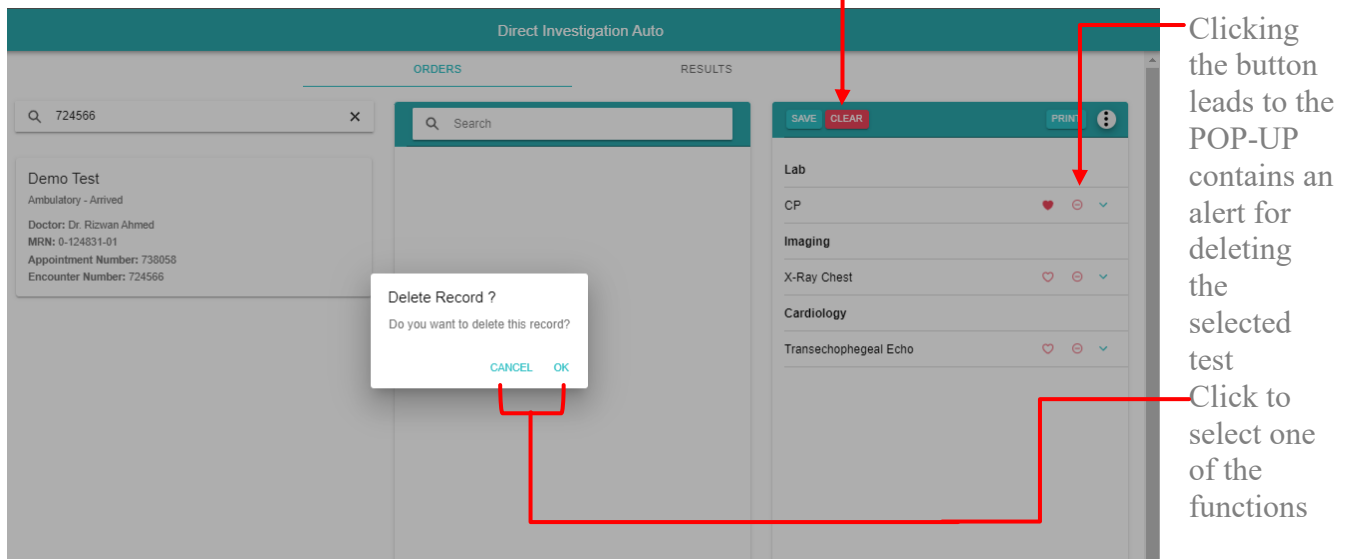 Direct Investigation Auto
ORDERS
RESULTS
724566
Demo Test
Ambulatory - Arrived
Doctor: Dr. Rizwan Ahmed
MRN: 0-124831-01
Appointment Number: 738058
Encounter Number: 724566
Search
Delete Record ?
Do you want to delete this record?
CANCEL OK
SAVE CLEAR PRINT
Lab
CP
Imaging
X-Ray Chest
Cardiology
Transechophegeal Echo
Clicking
the button
leads to the
POP-UP
contains an
alert for
deleting
the
selected
test
Click to
select one
of the
functions